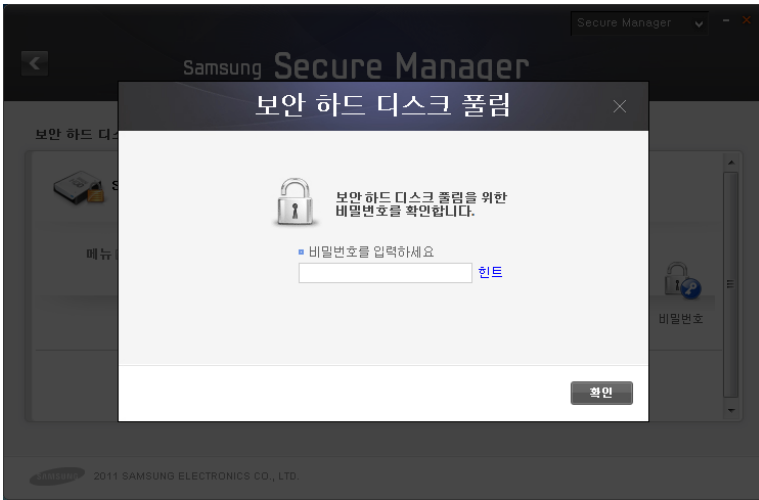 Secure Manager
Samsung Secure Manager
보안 하드 디스크 풀림
보안 하드 디스
S
보안 하드 디스크 풀림을 위한
비밀번호를 확인합니다.
메뉴
비밀번호를 입력하세요
힌트
비밀번호
확인
SAMSUNG
2011 SAMSUNG ELECTRONICS CO., LTD.